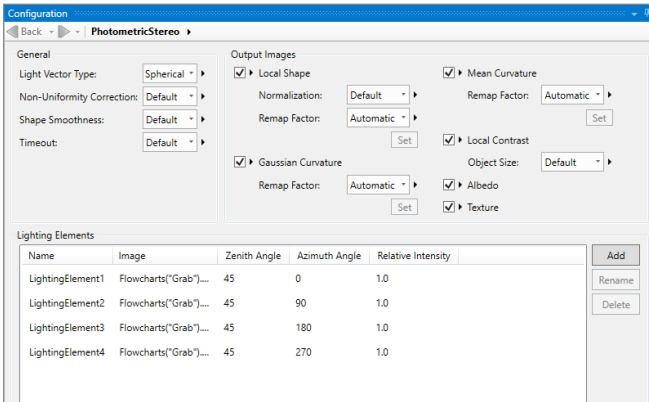 Configuration
Back PhotometricStereo
General
Light Vector Type: Spherical
Non-Uniformity Correction: Default
Shape Smoothness: Default
Timeout: Default
Output Images
Local Shape
Normalization: Default
Remap Factor: Automatic
Set
Gaussian Curvature
Remap Factor: Automatic
Set
Mean Curvature
Remap Factor: Automatic
Set
Local Contrast
Object Size: Default
Albedo
Texture
Lighting Elements
Name Image Zenith Angle Azimuth Angle Relative Intensity
LightingElement1 Flowcharts("Grab").... 45 0 1.0
LightingElement2 Flowcharts("Grab").... 45 90 1.0
LightingElement3 Flowcharts("Grab").... 45 180 1.0
LightingElement4 Flowcharts("Grab").... 45 270 1.0
Add
Rename
Delete